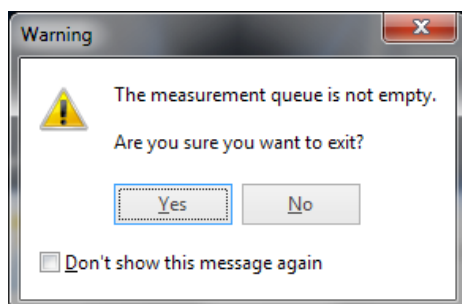 Warning
The measurement queue is not empty.
Are you sure you want to exit?
Yes No
Don't show this message again